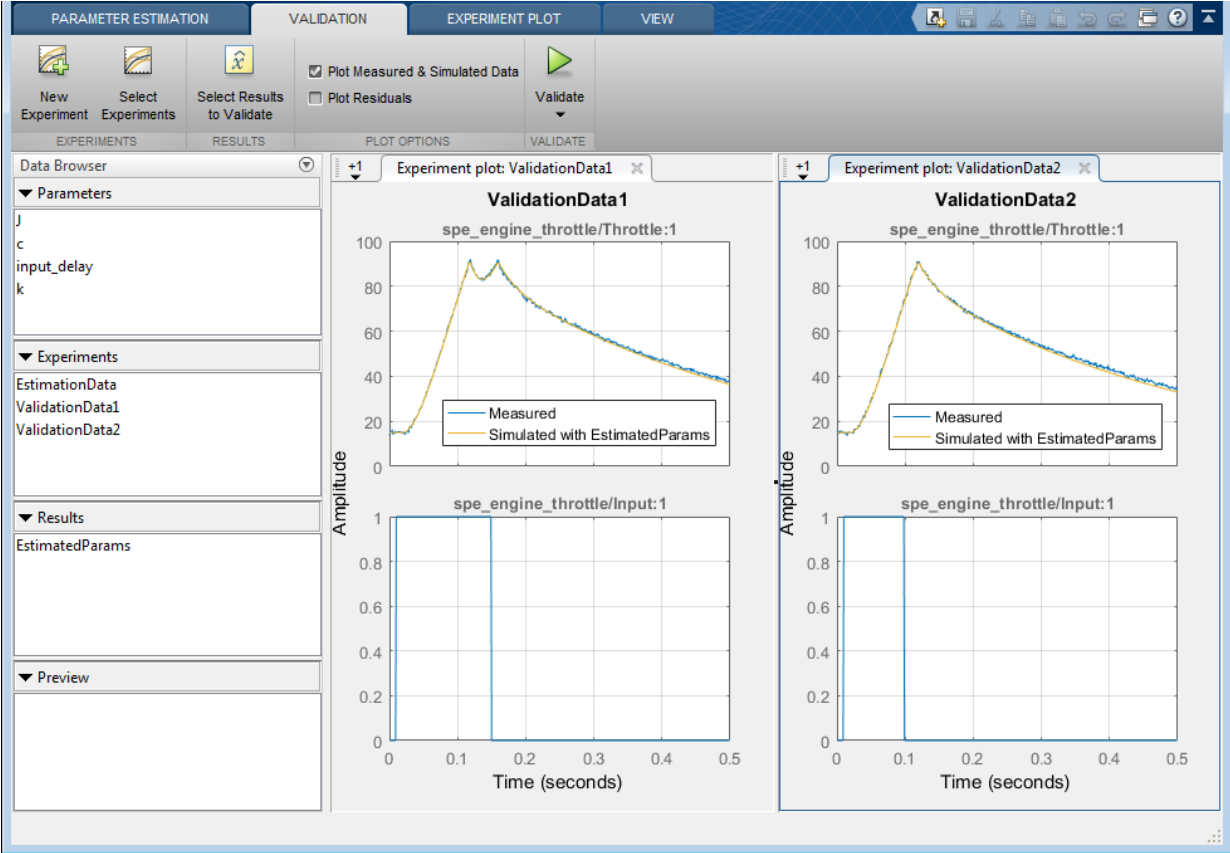 PARAMETER ESTIMATION VALIDATION EXPERIMENT PLOT VIEW
New Experiment
Select Experiments
Select Results to Validate
Plot Measured & Simulated Data
Plot Residuals
Validate
EXPERIMENTS RESULTS PLOT OPTIONS VALIDATE
Data Browser
Parameters
J
c
input_delay
k
Experiments
EstimationData
ValidationData1
ValidationData2
Results
EstimatedParams
Preview
+1
Experiment plot: ValidationData1
ValidationData1
spe_engine_throttle/Throttle:1
100
80
60
40
20
0
Measured
Simulated with EstimatedParams
Amplitude
spe_engine_throttle/Input:1
1
0.8
0.6
0.4
0.2
0
0 0.1 0.2 0.3 0.4 0.5
Time (seconds)
+1
Experiment plot: ValidationData2
ValidationData2
spe_engine_throttle/Throttle:1
100
80
60
40
20
0
Measured
Simulated with EstimatedParams
Amplitude
spe_engine_throttle/Input:1
1
0.8
0.6
0.4
0.2
0
0 0.1 0.2 0.3 0.4 0.5
Time (seconds)